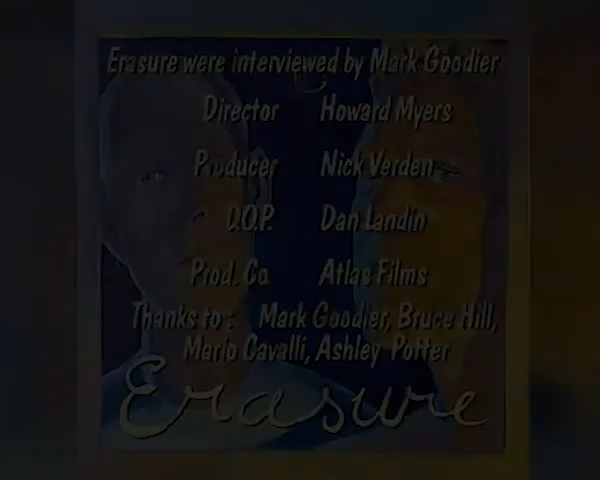 Erasure were interviewed by Mark Goodier
Director Howard Myers
Producer Nick Verden
D.O.P. Dan Landin
Prod. Co. Atlas Films
Thanks to: Mark Goodier, Bruce Hill,
Mario Cavalli, Ashley Potter
Erasure